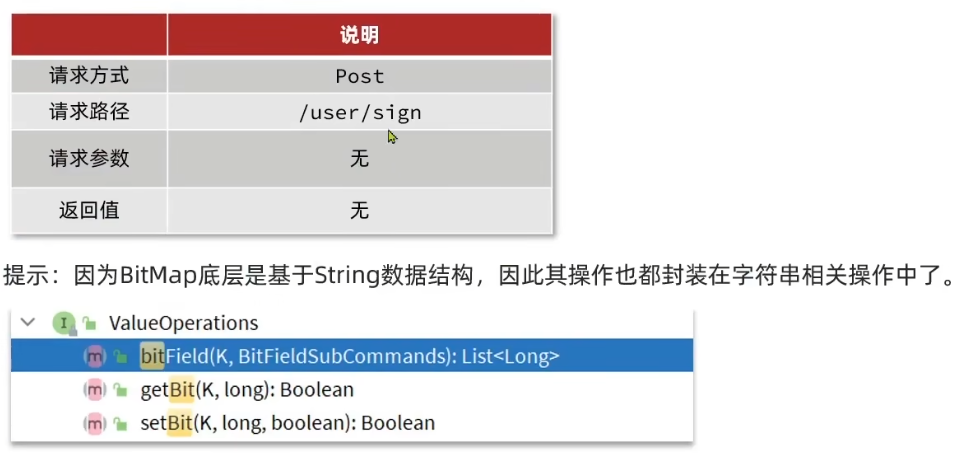 说明
请求方式 Post
请求路径 /user/sign
请求参数 无
返回值 无
提示：因为BitMap底层是基于String数据结构，因此其操作也都封装在字符串相关操作中了。
I ValueOperations
m bitField(K, BitFieldSubCommands): List<Long>
m getBit(K, long): Boolean
m setBit(K, long, boolean): Boolean